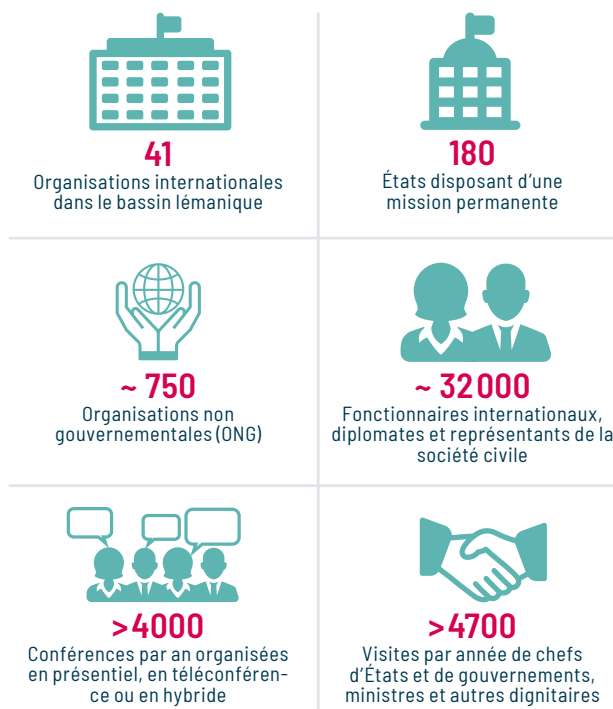 41
Organisations internationales
dans le bassin lémanique
180
États disposant d'une
mission permanente
~ 750
Organisations non
gouvernementales (ONG)
~ 32 000
Fonctionnaires internationaux,
diplomates et représentants de la
société civile
>4000
Conférences par an organisées
en présentiel, en téléconféren-
ce ou en hybride
>4700
Visites par année de chefs
d'États et de gouvernements,
ministres et autres dignitaires